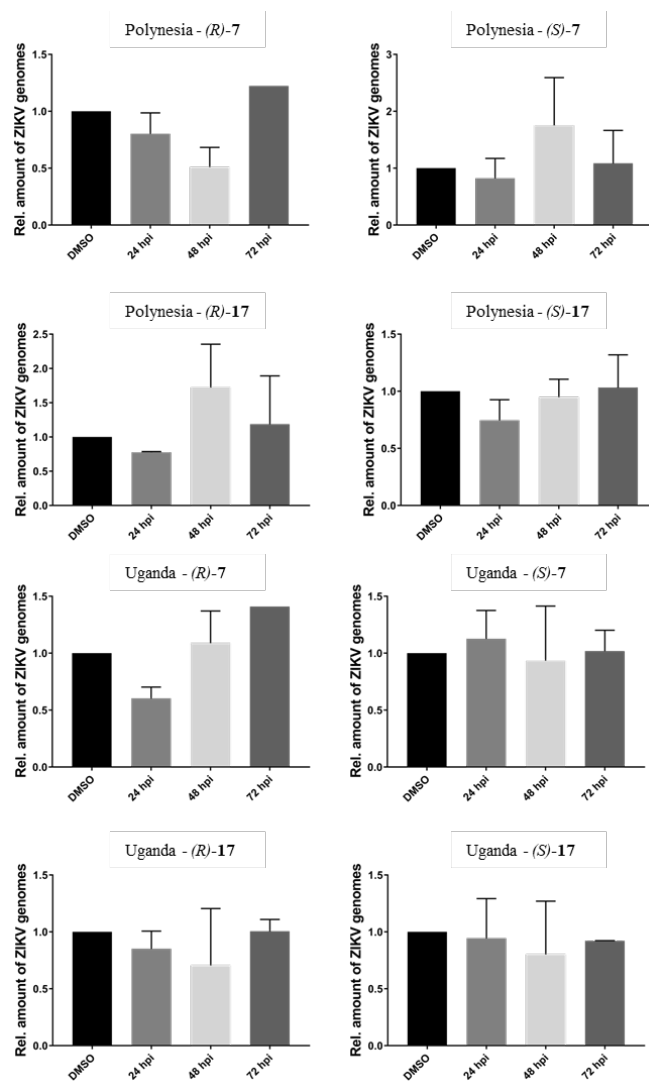 Polynesia - (R)-7
Rel. amount of ZIKV genomes
1.5
1.0
0.5
0.0
DMSO
24 hpi
48 hpi
72 hpi
Polynesia - (S)-7
Rel. amount of ZIKV genomes
3
2
1
0
DMSO
24 hpi
48 hpi
72 hpi
Polynesia - (R)-17
Rel. amount of ZIKV genomes
2.5
2.0
1.5
1.0
0.5
0.0
DMSO
24 hpi
48 hpi
72 hpi
Polynesia - (S)-17
Rel. amount of ZIKV genomes
1.5
1.0
0.5
0.0
DMSO
24 hpi
48 hpi
72 hpi
Uganda - (R)-7
Rel. amount of ZIKV genomes
1.5
1.0
0.5
0.0
DMSO
24 hpi
48 hpi
72 hpi
Uganda - (S)-7
Rel. amount of ZIKV genomes
1.5
1.0
0.5
0.0
DMSO
24 hpi
48 hpi
72 hpi
Uganda - (R)-17
Rel. amount of ZIKV genomes
1.5
1.0
0.5
0.0
DMSO
24 hpi
48 hpi
72 hpi
Uganda - (S)-17
Rel. amount of ZIKV genomes
1.5
1.0
0.5
0.0
DMSO
24 hpi
48 hpi
72 hpi